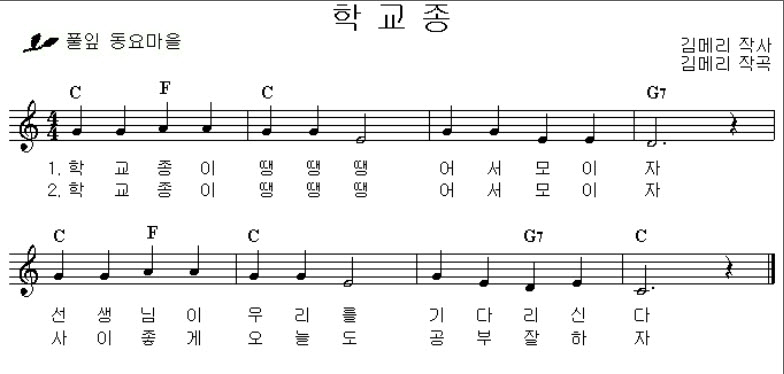 학 교 종
풀잎 동요마을
김메리 작사
김메리 작곡
C F C G7
4 4
1. 학 교 종 이 땡 땡 땡 어 서 모 이 자
2. 학 교 종 이 땡 땡 땡 어 서 모 이 자
C F C G7 C
선 생 님 이 우 리 를 기 다 리 신 다
사 이 좋 게 오 늘 도 공 부 잘 하 자